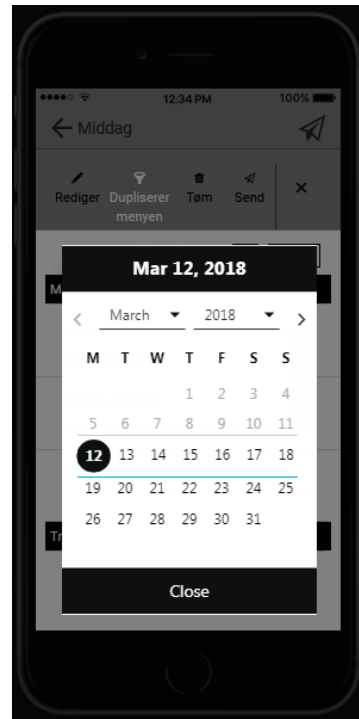 12:34 PM 100%
Middag
Rediger Dupliserer menyen Tøm Send
Mar 12, 2018
March 2018
M T W T F S S
1 2 3 4
5 6 7 8 9 10 11
12 13 14 15 16 17 18
19 20 21 22 23 24 25
26 27 28 29 30 31
Close